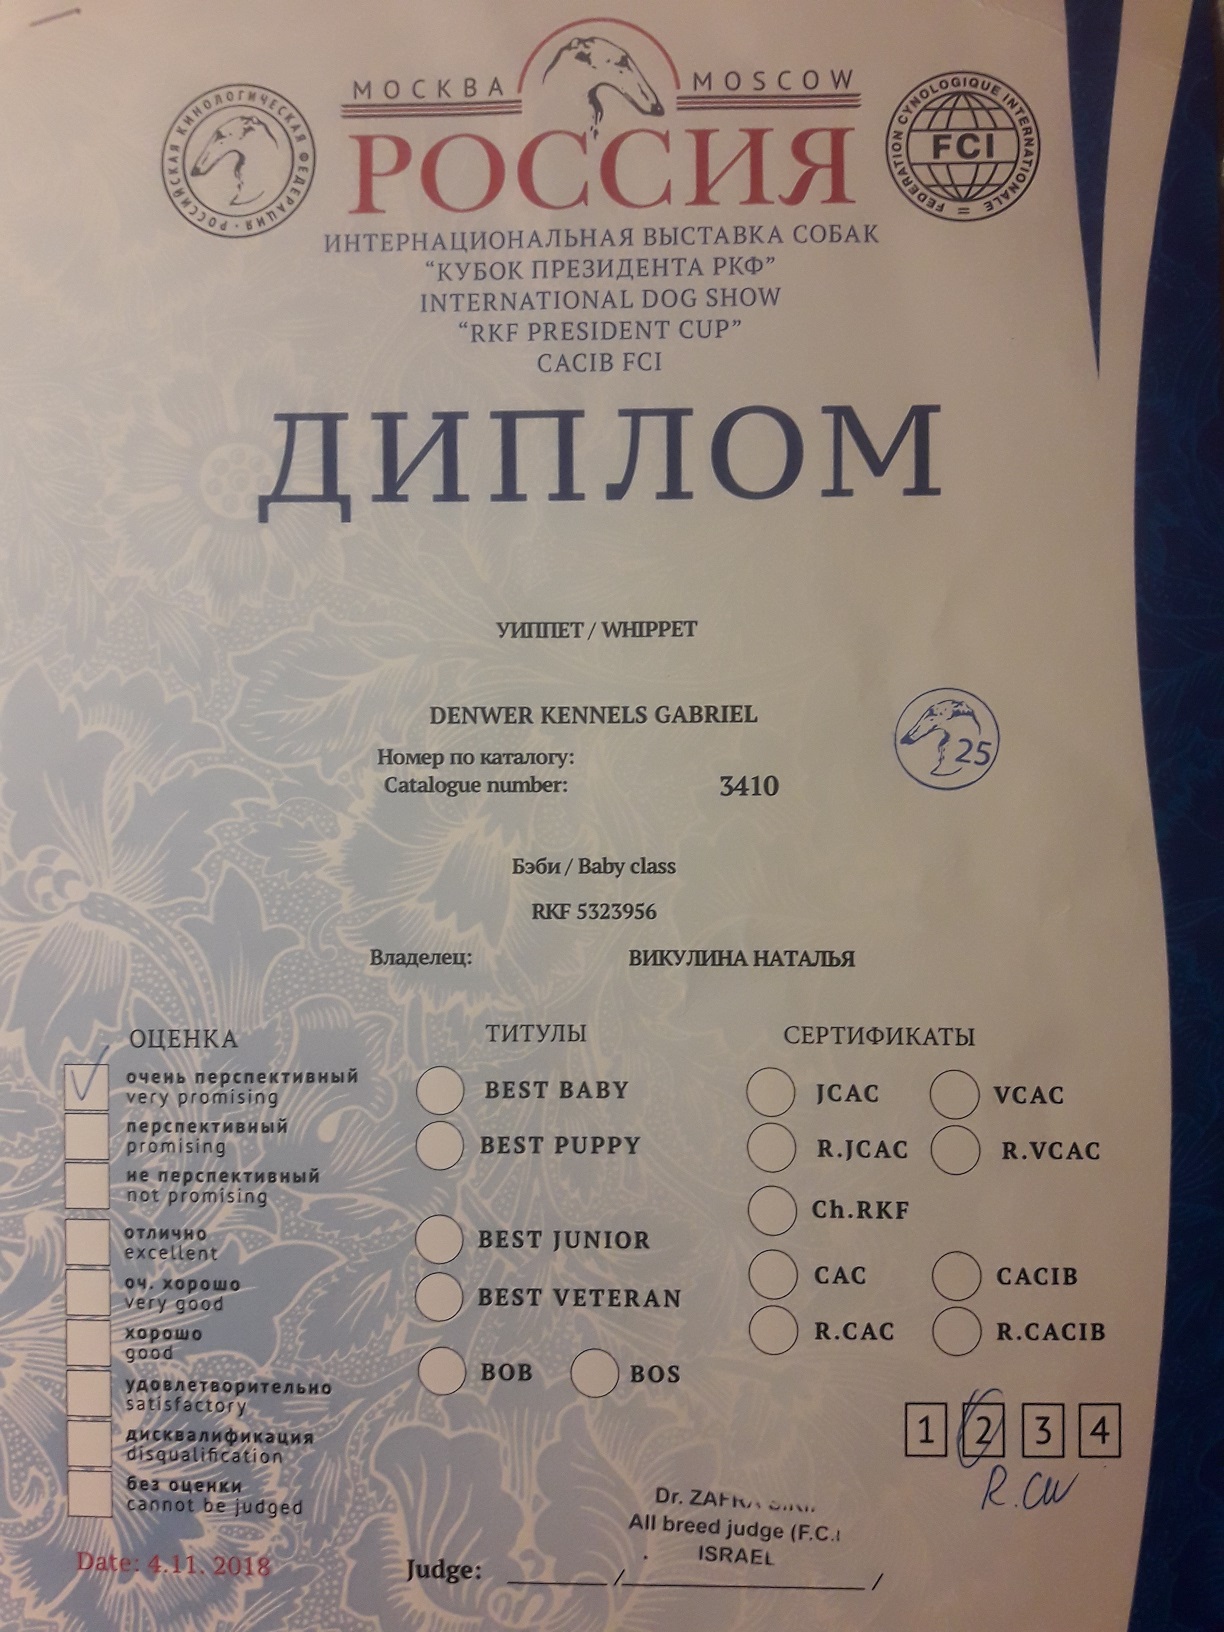 МОСКВА MOSCOW
РОССИЯ
РОССИЙСКАЯ КИНОЛОГИЧЕСКАЯ ФЕДЕРАЦИЯ
FEDERATION CYNOLOGIQUE INTERNATIONALE
FCI
ИНТЕРНАЦИОНАЛЬНАЯ ВЫСТАВКА СОБАК
“КУБОК ПРЕЗИДЕНТА РКФ”
INTERNATIONAL DOG SHOW
“RKF PRESIDENT CUP”
CACIB FCI
ДИПЛОМ
УИППЕТ / WHIPPET
DENWER KENNELS GABRIEL
25
Номер по каталогу:
Catalogue number: 3410
Бэби / Baby class
RKF 5323956
Владелец: ВИКУЛИНА НАТАЛЬЯ
ОЦЕНКА
очень перспективный
very promising
перспективный
promising
не перспективный
not promising
отлично
excellent
оч. хорошо
very good
хорошо
good
удовлетворительно
satisfactory
дисквалификация
disqualification
без оценки
cannot be judged
ТИТУЛЫ
BEST BABY
BEST PUPPY
BEST JUNIOR
BEST VETERAN
BOB BOS
СЕРТИФИКАТЫ
JCAC VCAC
R.JCAC R.VCAC
Ch.RKF
CAC CACIB
R.CAC R.CACIB
1 2 3 4
R.CW
Dr.
All breed judge (F.C.I
ISRAEL
Date: 4.11. 2018
Judge: / /